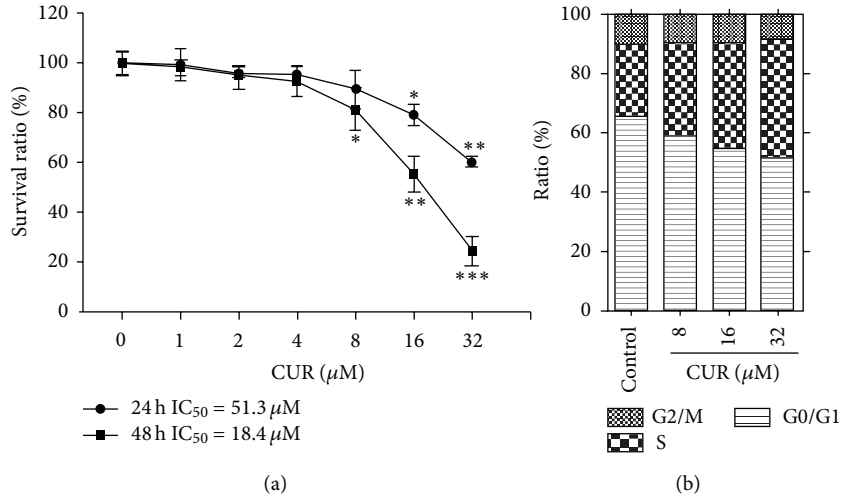 120
100
80
60
40
20
0
Survival ratio (%)
*
**
*
**
***
0 1 2 4 8 16 32
CUR (μM)
24 h IC₅₀ = 51.3 μM
48 h IC₅₀ = 18.4 μM
(a)
100
80
60
40
20
0
Ratio (%)
Control 8 16 32
CUR (μM)
G2/M G0/G1
S
(b)